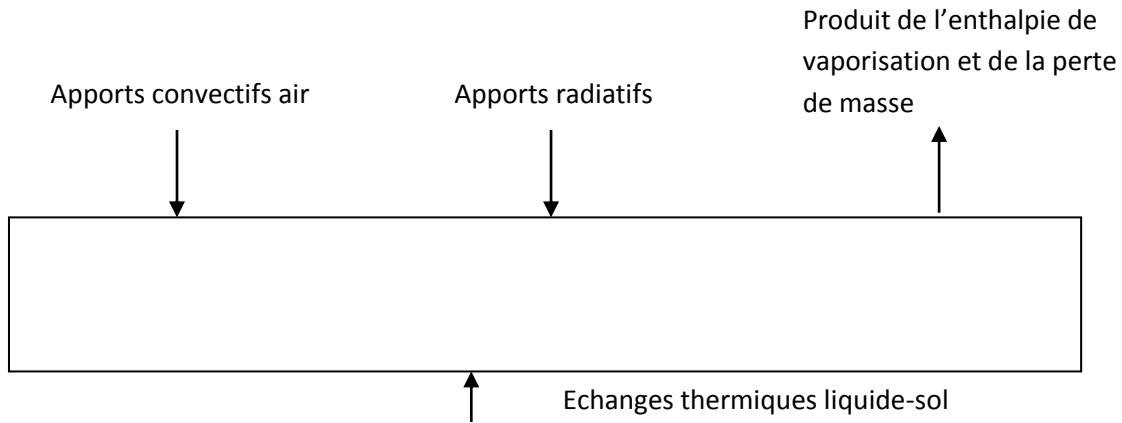 Apports convectifs air
Apports radiatifs
Produit de l’enthalpie de
vaporisation et de la perte
de masse
Echanges thermiques liquide-sol